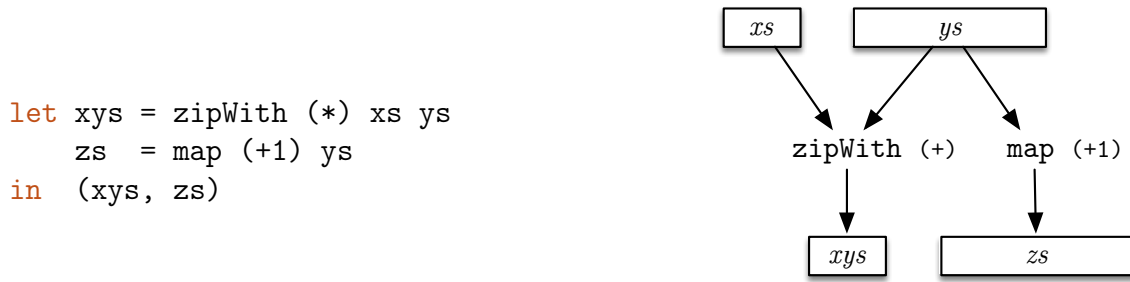 let xys = zipWith (*) xs ys
    zs  = map (+1) ys
in  (xys, zs)
xs ys
zipWith (+) map (+1)
xys zs